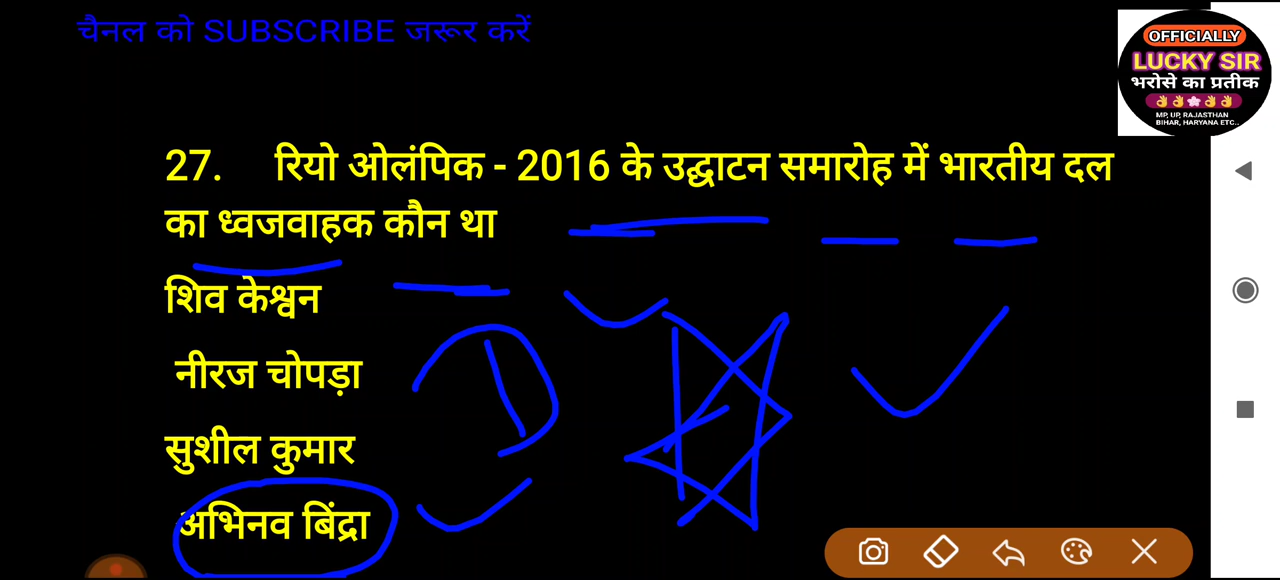 चैनल को SUBSCRIBE जरूर करें
OFFICIALLY
LUCKY SIR
भरोसे का प्रतीक
MP, UP, RAJASTHAN
BIHAR, HARYANA ETC..
27. रियो ओलंपिक - 2016 के उद्घाटन समारोह में भारतीय दल
का ध्वजवाहक कौन था
शिव केश्वन
नीरज चोपड़ा
सुशील कुमार
अभिनव बिंद्रा